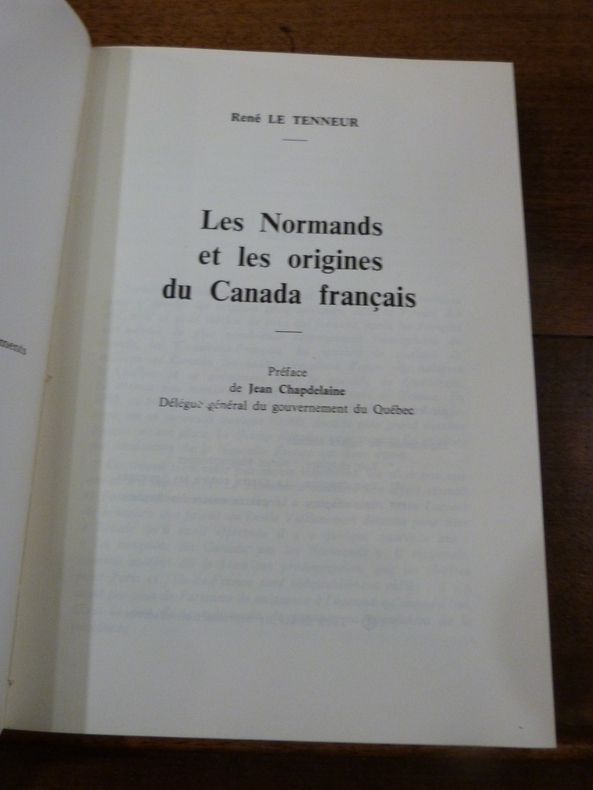 René LE TENNEUR
Les Normands
et les origines
du Canada français
Préface
de Jean Chapdelaine
Délégué général du gouvernement du Québec
ments